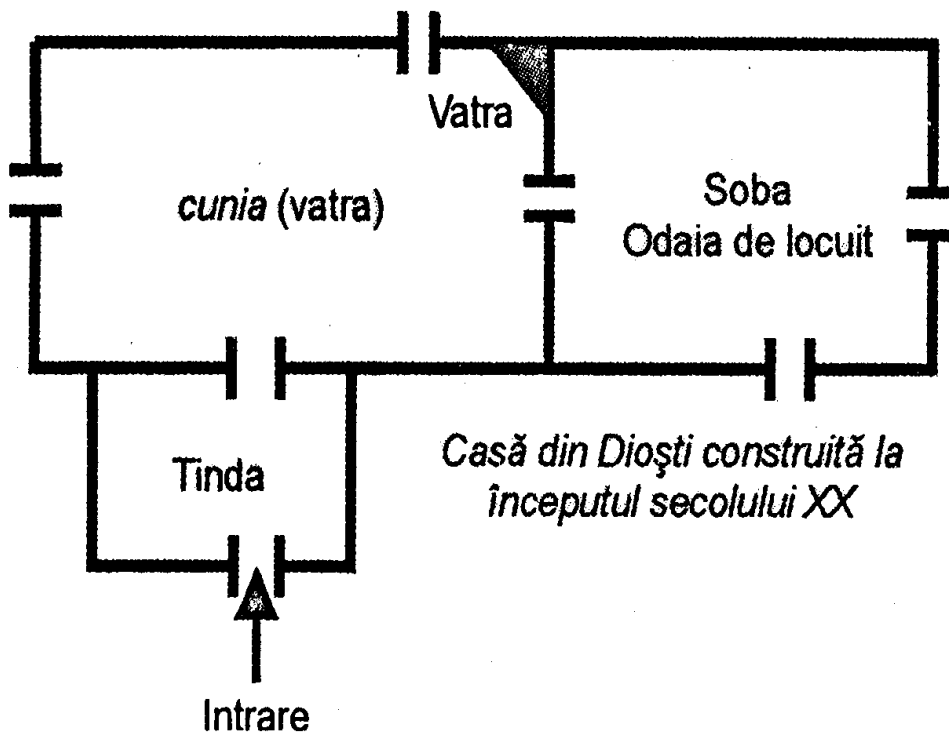 Vatra
cunia (vatra)
Soba
Odaia de locuit
Tinda
Casă din Dioşti construită la
începutul secolului XX
Intrare